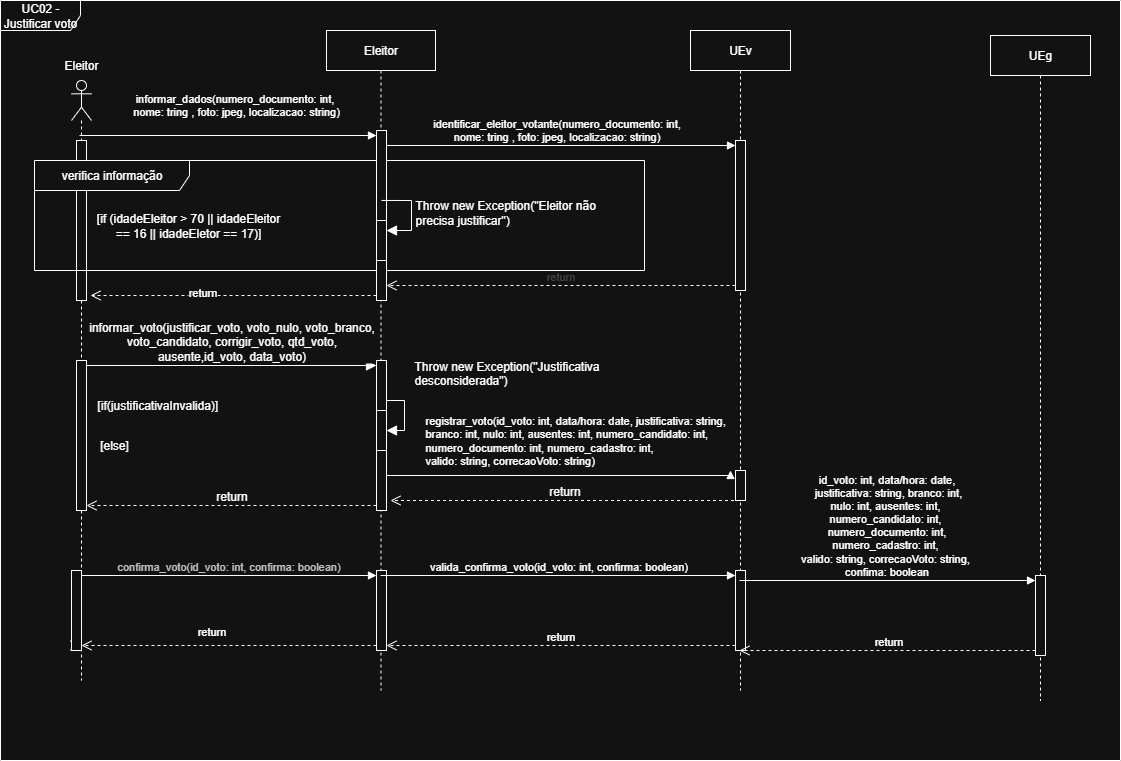 UC02 -
Justificar voto
Eleitor
Eleitor
UEv
UEg
informar_dados(numero_documento: int,
nome: tring , foto: jpeg, localizacao: string)
identificar_eleitor_votante(numero_documento: int,
nome: tring , foto: jpeg, localizacao: string)
verifica informação
[if (idadeEleitor > 70 || idadeEleitor
== 16 || idadeEletor == 17)]
Throw new Exception("Eleitor não
precisa justificar")
return
return
informar_voto(justificar_voto, voto_nulo, voto_branco,
voto_candidato, corrigir_voto, qtd_voto,
ausente,id_voto, data_voto)
Throw new Exception("Justificativa
desconsiderada")
[if(justificativaInvalida)]
[else]
registrar_voto(id_voto: int, data/hora: date, justificativa: string,
branco: int, nulo: int, ausentes: int, numero_candidato: int,
numero_documento: int, numero_cadastro: int,
valido: string, correcaoVoto: string)
return
return
id_voto: int, data/hora: date,
justificativa: string, branco: int,
nulo: int, ausentes: int,
numero_candidato: int,
numero_documento: int,
numero_cadastro: int,
valido: string, correcaoVoto: string,
confima: boolean
confirma_voto(id_voto: int, confirma: boolean)
valida_confirma_voto(id_voto: int, confirma: boolean)
return
return
return